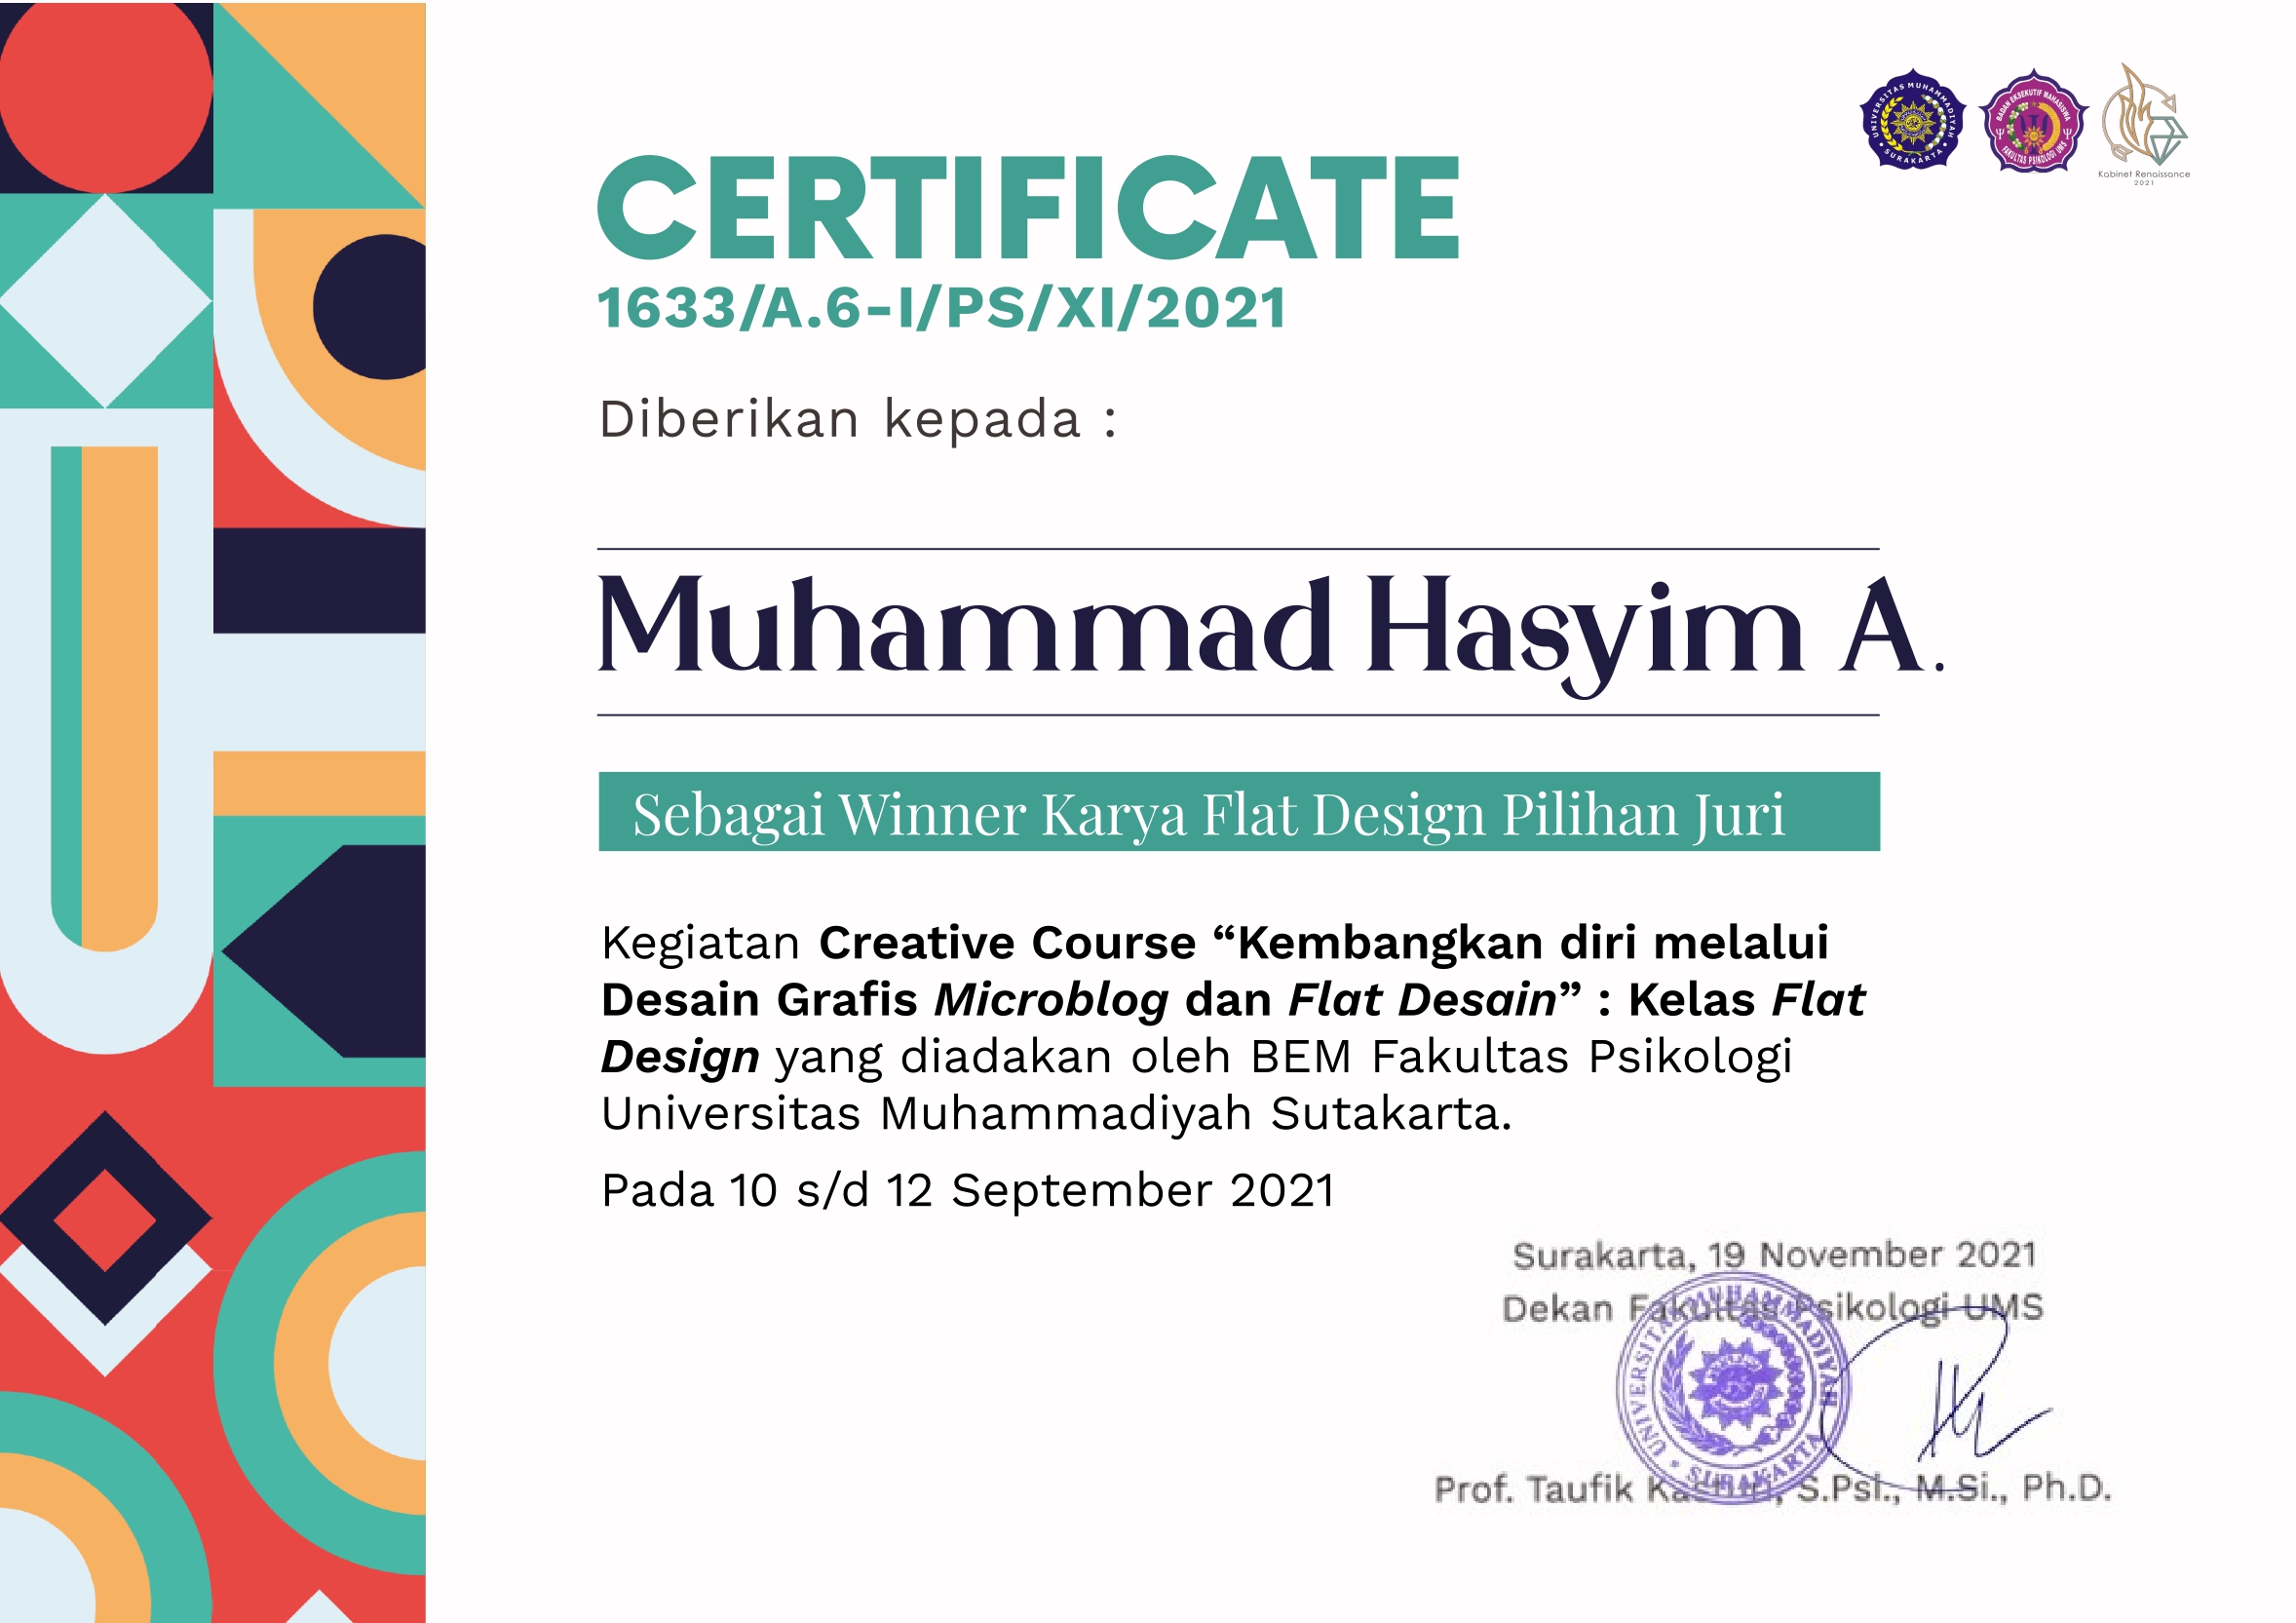 UNIVERSITAS MUHAMMADIYAH
SURAKARTA
BADAN EKSEKUTIF MAHASISWA
FAKULTAS PSIKOLOGI UMS
Kabinet Renaissance
2021
CERTIFICATE
1633/A.6-I/PS/XI/2021
Diberikan kepada :
Muhammad Hasyim A.
Sebagai Winner Karya Flat Design Pilihan Juri
Kegiatan Creative Course “Kembangkan diri melalui
Desain Grafis Microblog dan Flat Desain” : Kelas Flat
Design yang diadakan oleh BEM Fakultas Psikologi
Universitas Muhammadiyah Sutakarta.
Pada 10 s/d 12 September 2021
Surakarta, 19 November 2021
Dekan Fakultas Psikologi UMS
UNIVERSITAS MUHAMMADIYAH
SURAKARTA
Prof. Taufik S.Psi., M.Si., Ph.D.